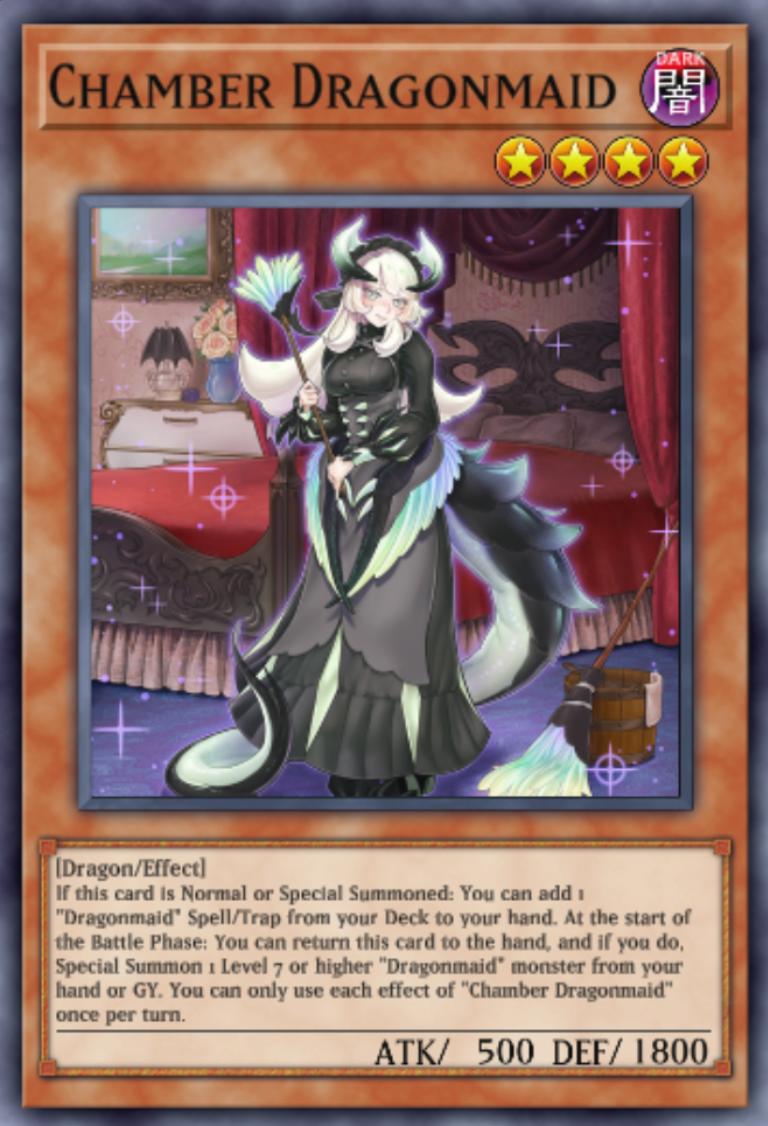 CHAMBER DRAGONMAID
DARK
闇
[Dragon/Effect]
If this card is Normal or Special Summoned: You can add 1
"Dragonmaid" Spell/Trap from your Deck to your hand. At the start of
the Battle Phase: You can return this card to the hand, and if you do,
Special Summon 1 Level 7 or higher "Dragonmaid" monster from your
hand or GY. You can only use each effect of "Chamber Dragonmaid"
once per turn.
ATK/ 500 DEF/ 1800